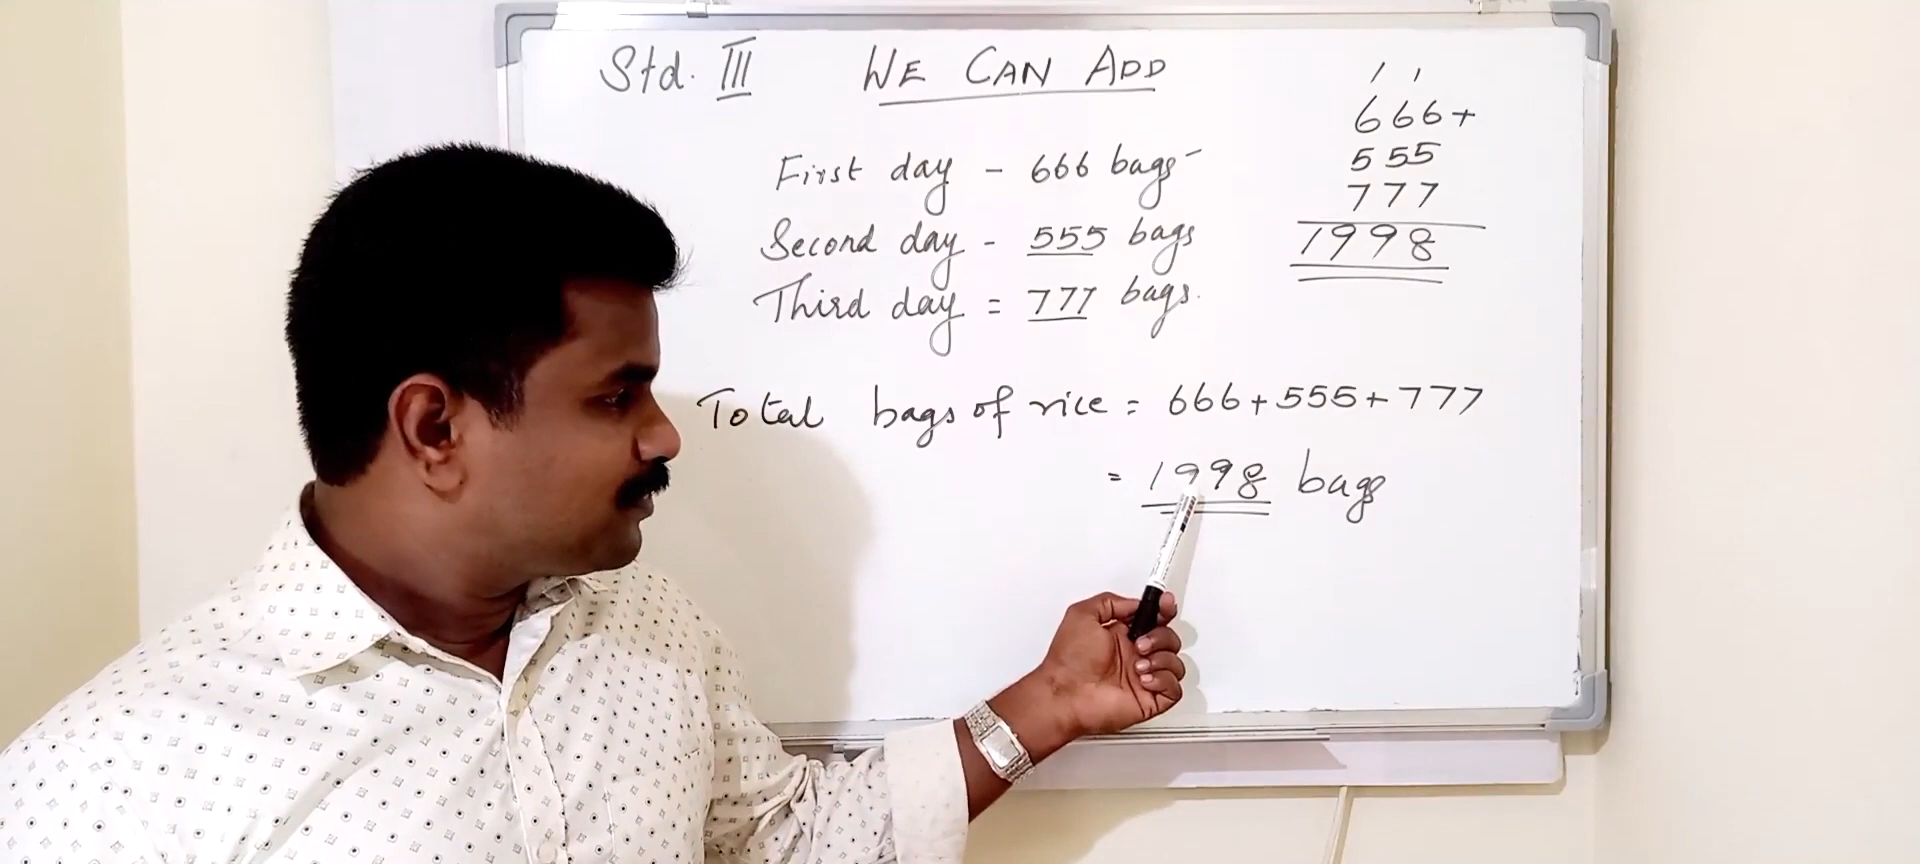 Std. III WE CAN ADD
First day - 666 bags
Second day - 555 bags
Third day = 777 bags.
Total bags of rice = 666+555+777
= 1998 bags
1 1
666+
555
777
1998